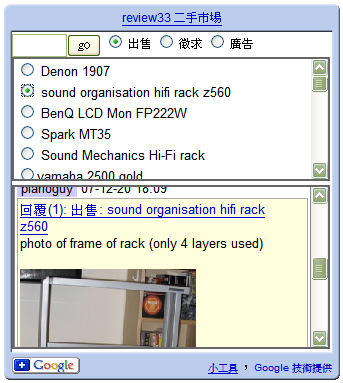 review33 二手市場
go 出售 徵求 廣告
Denon 1907
sound organisation hifi rack z560
BenQ LCD Mon FP222W
Spark MT35
Sound Mechanics Hi-Fi rack
yamaha 2500 gold
pianoguy 07-12-20 18:09
回覆(1): 出售: sound organisation hifi rack
z560
photo of frame of rack (only 4 layers used)
Google
小工具 , Google 技術提供